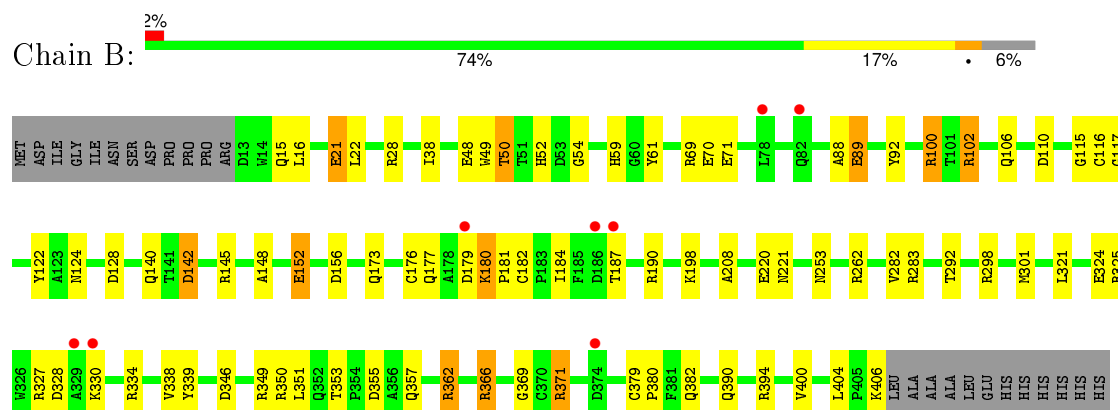 2%
Chain B:
74% 17% • 6%
MET ASP ILE GLY ILE ASN SER ASP PRO PRO PRO ARG D13 W14 Q15 L16 E21 L22 R28 I38 E48 W49 T50 T51 H52 D53 G54 H59 G60 Y61 R69 E70 E71 L78 Q82 A88 E89 Y92 R100 T101 R102 Q106 D110 G115 C116
Y122 A123 N124 D128 Q140 T141 D142 R145 A148 E152 D156 Q173 C176 Q177 A178 D179 K180 P181 C182 P183 I184 F185 D186 T187 R190 K198 A208 E220 N221 N253 R262 V282 R283 T292 R298 M301 L321 E324
W326 R327 D328 A329 K330 R334 V338 Y339 D346 R349 R350 L351 Q352 T353 P354 D355 A356 Q357 R362 R366 G369 C370 R371 D374 C379 P380 F381 Q382 Q390 R394 V400 L404 P405 K406 LEU ALA ALA ALA LEU GLU HIS HIS HIS HIS HIS HIS